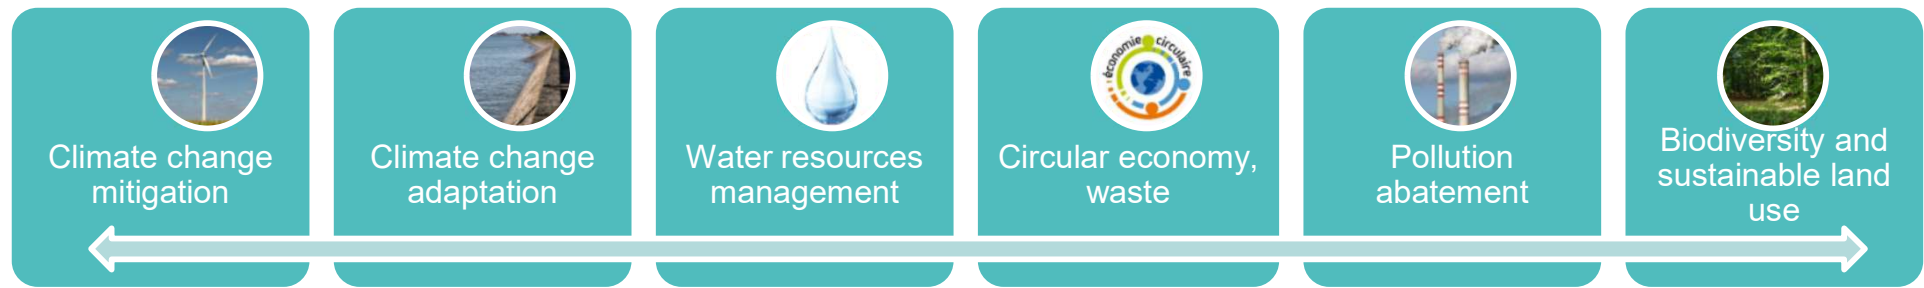 Climate change
mitigation
Climate change
adaptation
Water resources
management
économie circulaire
Circular economy,
waste
Pollution
abatement
Biodiversity and
sustainable land
use